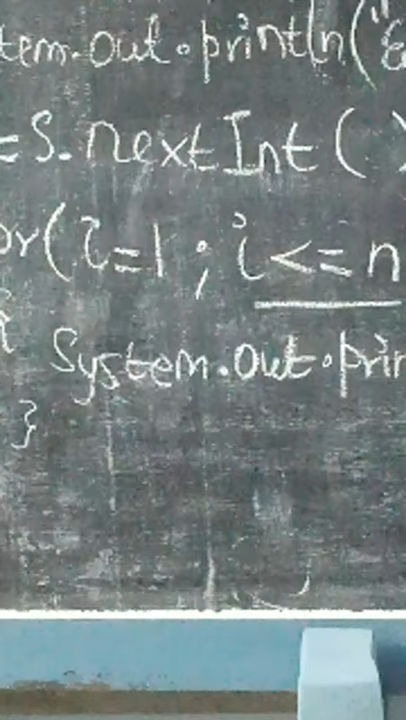 tem.out.println("E
=S.nextInt( )
or(i=1 ; i<=n
{ System.out.prin
}